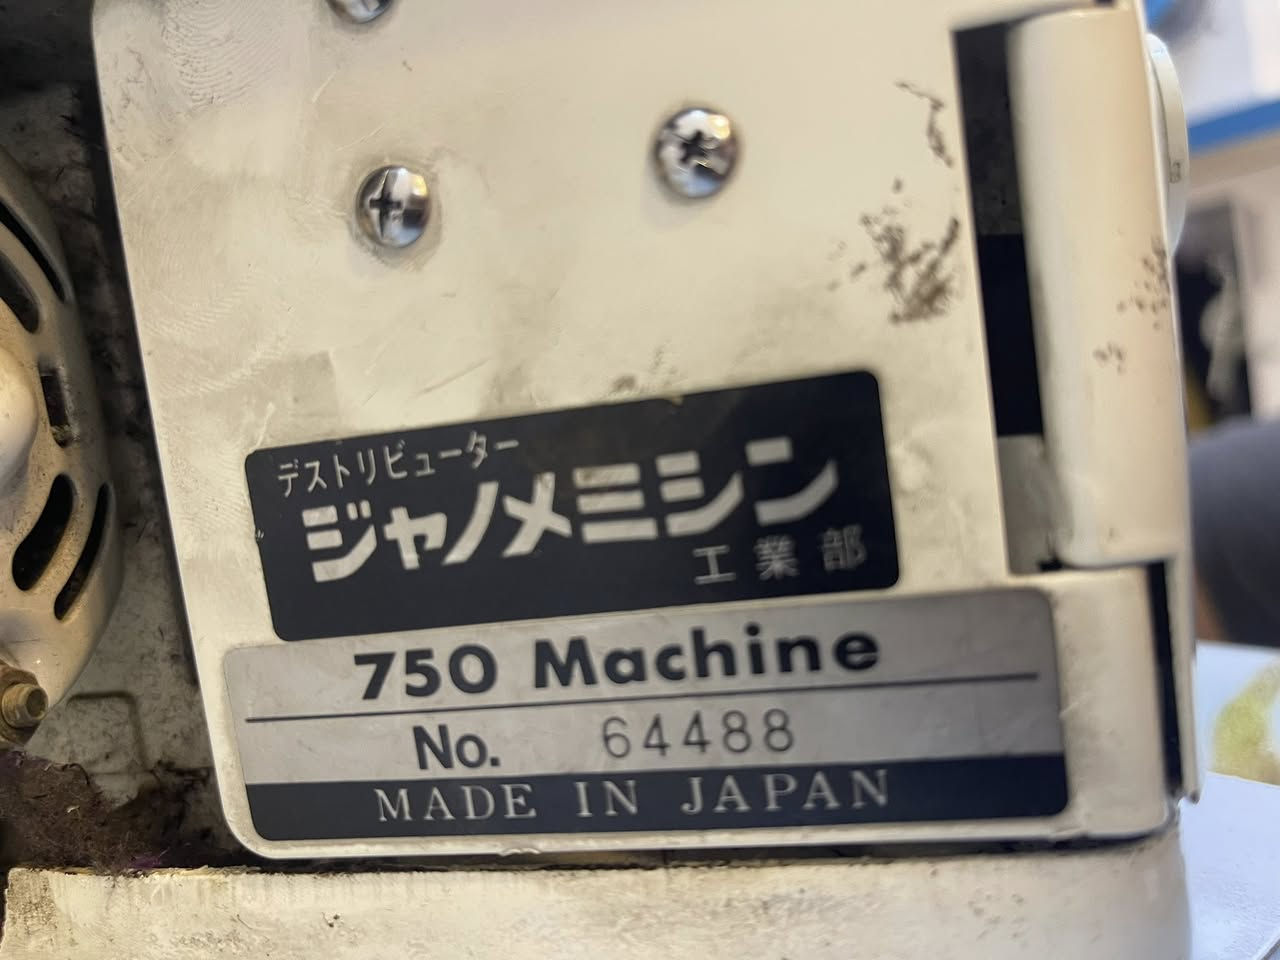 デストリビューター
ジャノメミシン
工業部
750 Machine
No. 64488
MADE IN JAPAN